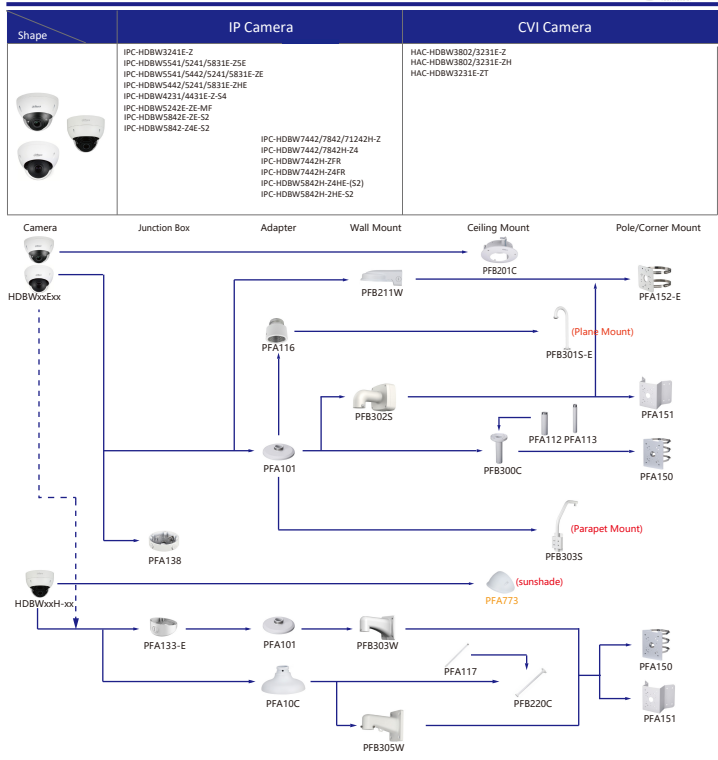 Shape
IP Camera
CVI Camera
IPC-HDBW3241E-Z
IPC-HDBW5541/5241/5831E-ZSE
IPC-HDBW5541/5442/5241/5831E-ZE
IPC-HDBW5442/5241/5831E-ZHE
IPC-HDBW4231/4431E-Z-S4
IPC-HDBW5242E-ZE-MF
IPC-HDBW5842E-ZE-S2
IPC-HDBW5842-Z4E-S2
IPC-HDBW7442/7842/71242H-Z
IPC-HDBW7442/7842H-Z4
IPC-HDBW7442H-ZFR
IPC-HDBW7442H-Z4FR
IPC-HDBW5842H-Z4HE-(S2)
IPC-HDBW5842H-2HE-S2
HAC-HDBW3802/3231E-Z
HAC-HDBW3802/3231E-ZH
HAC-HDBW3231E-ZT
Camera
Junction Box
Adapter
Wall Mount
Ceiling Mount
Pole/Corner Mount
PFB201C
HDBWxxExx
PFB211W
PFA152-E
PFA116
(Plane Mount)
PFB301S-E
PFB302S
PFA151
PFA112
PFA113
PFA101
PFB300C
PFA150
(Parapet Mount)
PFA138
PFB303S
HDBWxxH-xx
(sunshade)
PFA773
PFA133-E
PFA101
PFB303W
PFA150
PFA117
PFA10C
PFB220C
PFA151
PFB305W